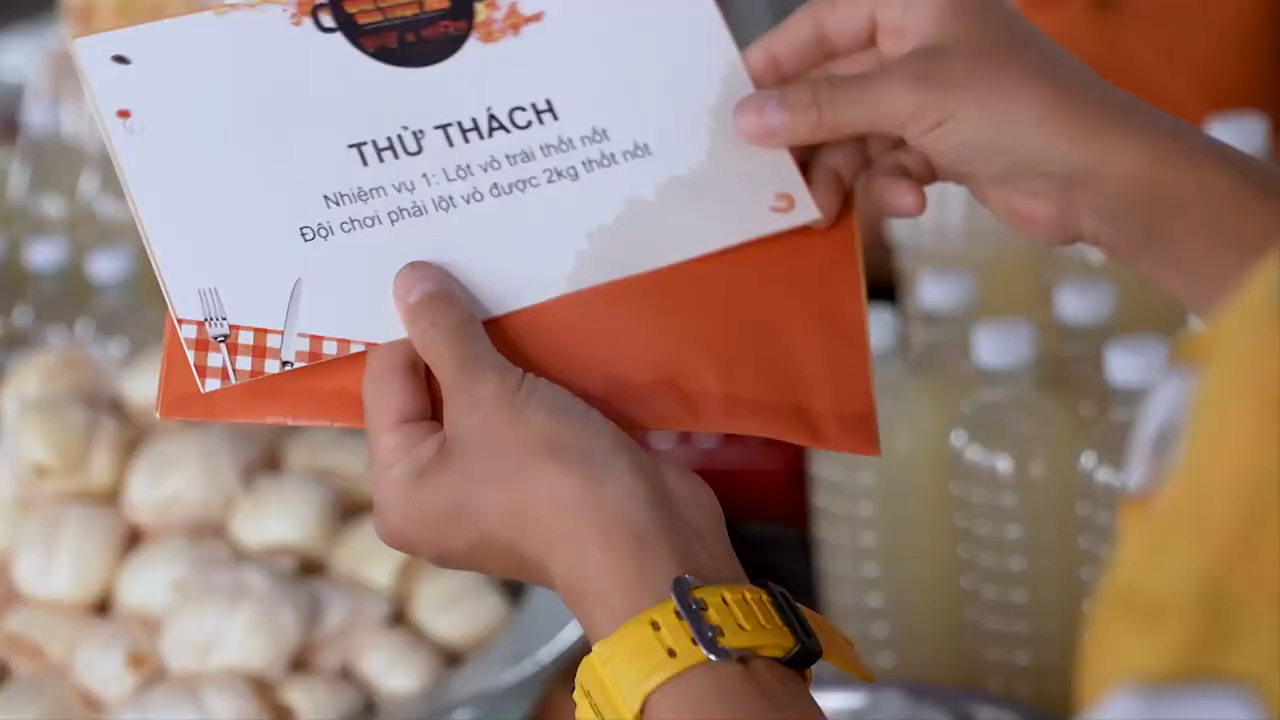 THỬ THÁCH
Nhiệm vụ 1: Lột vỏ trái thốt nốt
Đội chơi phải lột vỏ được 2kg thốt nốt